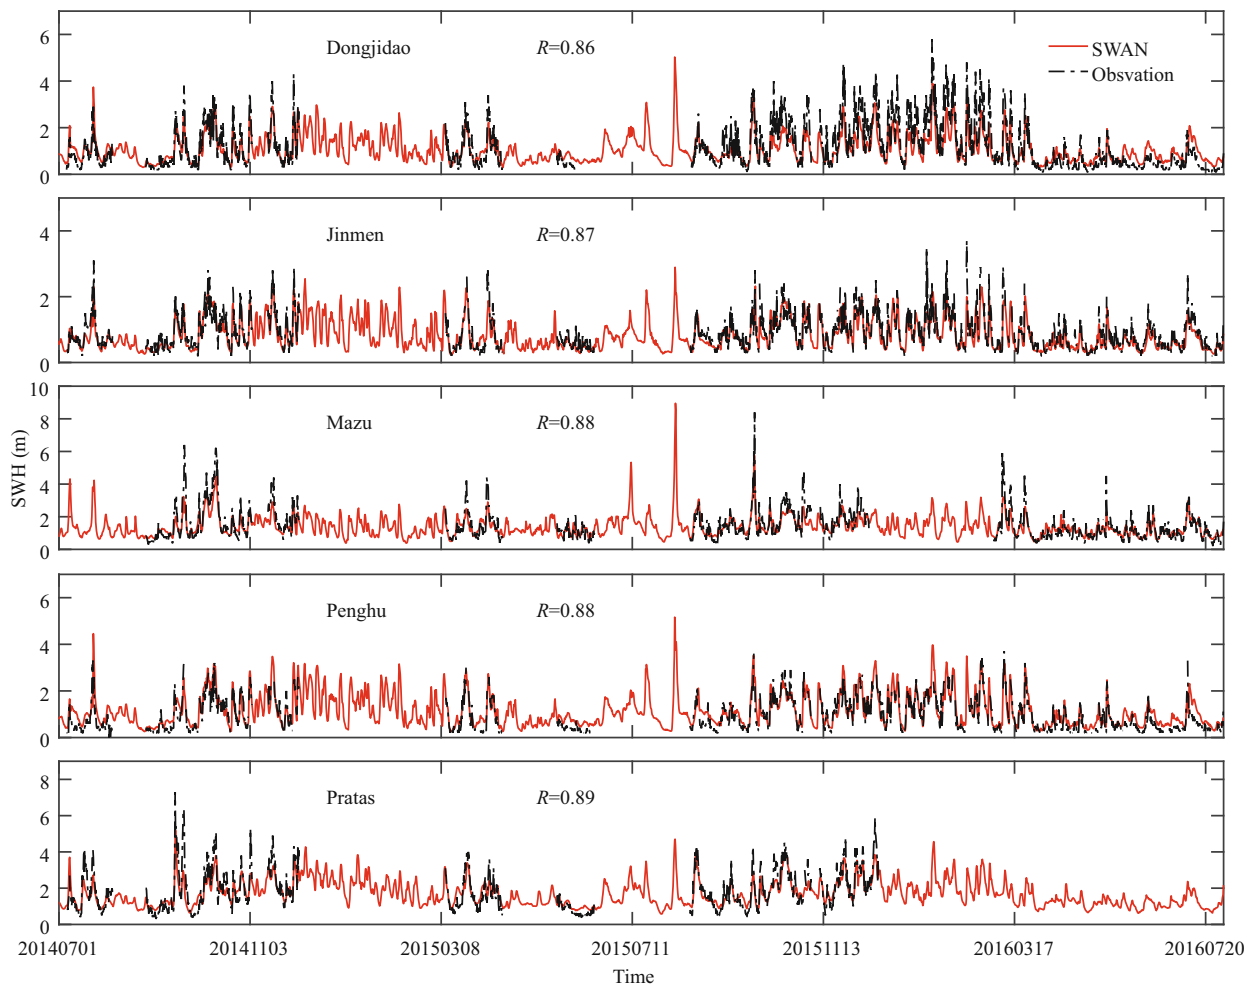 6
Dongjidao
R=0.86
SWAN
Obsvation
4
2
0
Jinmen
R=0.87
4
2
0
10
Mazu
R=0.88
8
6
4
2
0
SWH (m)
Penghu
R=0.88
6
4
2
0
Pratas
R=0.89
8
6
4
2
0
20140701 20141103 20150308 20150711 20151113 20160317 20160720
Time